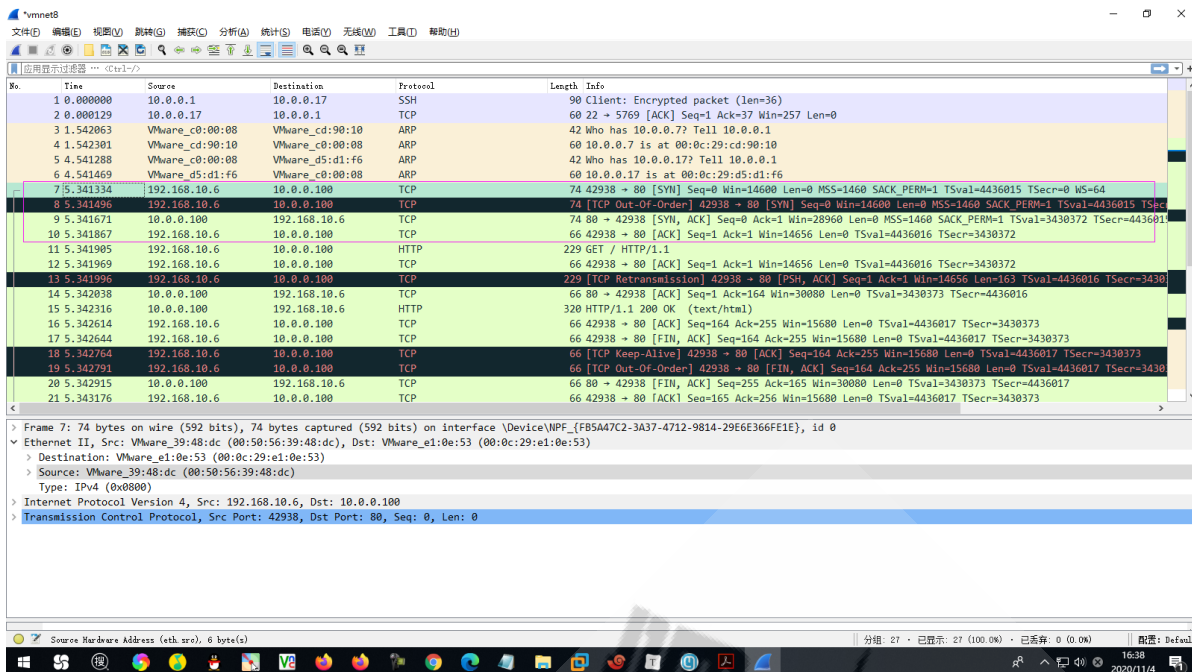 *vmnet8
文件(F) 编辑(E) 视图(V) 跳转(G) 捕获(C) 分析(A) 统计(S) 电话(Y) 无线(W) 工具(T) 帮助(H)
应用显示过滤器 … <Ctrl-/>
No. Time Source Destination Protocol Length Info
1 0.000000 10.0.0.1 10.0.0.17 SSH 90 Client: Encrypted packet (len=36)
2 0.000129 10.0.0.17 10.0.0.1 TCP 60 22 → 5769 [ACK] Seq=1 Ack=37 Win=257 Len=0
3 1.542063 VMware_c0:00:08 VMware_cd:90:10 ARP 42 Who has 10.0.0.7? Tell 10.0.0.1
4 1.542301 VMware_cd:90:10 VMware_c0:00:08 ARP 60 10.0.0.7 is at 00:0c:29:cd:90:10
5 4.541288 VMware_c0:00:08 VMware_d5:d1:f6 ARP 42 Who has 10.0.0.17? Tell 10.0.0.1
6 4.541469 VMware_d5:d1:f6 VMware_c0:00:08 ARP 60 10.0.0.17 is at 00:0c:29:d5:d1:f6
7 5.341334 192.168.10.6 10.0.0.100 TCP 74 42938 → 80 [SYN] Seq=0 Win=14600 Len=0 MSS=1460 SACK_PERM=1 TSval=4436015 TSecr=0 WS=64
8 5.341496 192.168.10.6 10.0.0.100 TCP 74 [TCP Out-Of-Order] 42938 → 80 [SYN] Seq=0 Win=14600 Len=0 MSS=1460 SACK_PERM=1 TSval=4436015 TSec
9 5.341671 10.0.0.100 192.168.10.6 TCP 74 80 → 42938 [SYN, ACK] Seq=0 Ack=1 Win=28960 Len=0 MSS=1460 SACK_PERM=1 TSval=3430372 TSecr=443601
10 5.341867 192.168.10.6 10.0.0.100 TCP 66 42938 → 80 [ACK] Seq=1 Ack=1 Win=14656 Len=0 TSval=4436016 TSecr=3430372
11 5.341905 192.168.10.6 10.0.0.100 HTTP 229 GET / HTTP/1.1
12 5.341969 192.168.10.6 10.0.0.100 TCP 66 42938 → 80 [ACK] Seq=1 Ack=1 Win=14656 Len=0 TSval=4436016 TSecr=3430372
13 5.341996 192.168.10.6 10.0.0.100 TCP 229 [TCP Retransmission] 42938 → 80 [PSH, ACK] Seq=1 Ack=1 Win=14656 Len=163 TSval=4436016 TSecr=3430
14 5.342038 10.0.0.100 192.168.10.6 TCP 66 80 → 42938 [ACK] Seq=1 Ack=164 Win=30080 Len=0 TSval=3430373 TSecr=4436016
15 5.342316 10.0.0.100 192.168.10.6 HTTP 320 HTTP/1.1 200 OK (text/html)
16 5.342614 192.168.10.6 10.0.0.100 TCP 66 42938 → 80 [ACK] Seq=164 Ack=255 Win=15680 Len=0 TSval=4436017 TSecr=3430373
17 5.342644 192.168.10.6 10.0.0.100 TCP 66 42938 → 80 [FIN, ACK] Seq=164 Ack=255 Win=15680 Len=0 TSval=4436017 TSecr=3430373
18 5.342764 192.168.10.6 10.0.0.100 TCP 66 [TCP Keep-Alive] 42938 → 80 [ACK] Seq=164 Ack=255 Win=15680 Len=0 TSval=4436017 TSecr=3430373
19 5.342791 192.168.10.6 10.0.0.100 TCP 66 [TCP Out-Of-Order] 42938 → 80 [FIN, ACK] Seq=164 Ack=255 Win=15680 Len=0 TSval=4436017 TSecr=3430
20 5.342915 10.0.0.100 192.168.10.6 TCP 66 80 → 42938 [FIN, ACK] Seq=255 Ack=165 Win=30080 Len=0 TSval=3430373 TSecr=4436017
21 5.343176 192.168.10.6 10.0.0.100 TCP 66 42938 → 80 [ACK] Seq=165 Ack=256 Win=15680 Len=0 TSval=4436017 TSecr=3430373
Frame 7: 74 bytes on wire (592 bits), 74 bytes captured (592 bits) on interface \Device\NPF_{FB5A47C2-3A37-4712-9814-29E6E366FE1E}, id 0
Ethernet II, Src: VMware_39:48:dc (00:50:56:39:48:dc), Dst: VMware_e1:0e:53 (00:0c:29:e1:0e:53)
Destination: VMware_e1:0e:53 (00:0c:29:e1:0e:53)
Source: VMware_39:48:dc (00:50:56:39:48:dc)
Type: IPv4 (0x0800)
Internet Protocol Version 4, Src: 192.168.10.6, Dst: 10.0.0.100
Transmission Control Protocol, Src Port: 42938, Dst Port: 80, Seq: 0, Len: 0
Source Hardware Address (eth.src), 6 byte(s)
分组: 27 · 已显示: 27 (100.0%) · 已丢弃: 0 (0.0%)
配置: Defaul
16:38
2020/11/4